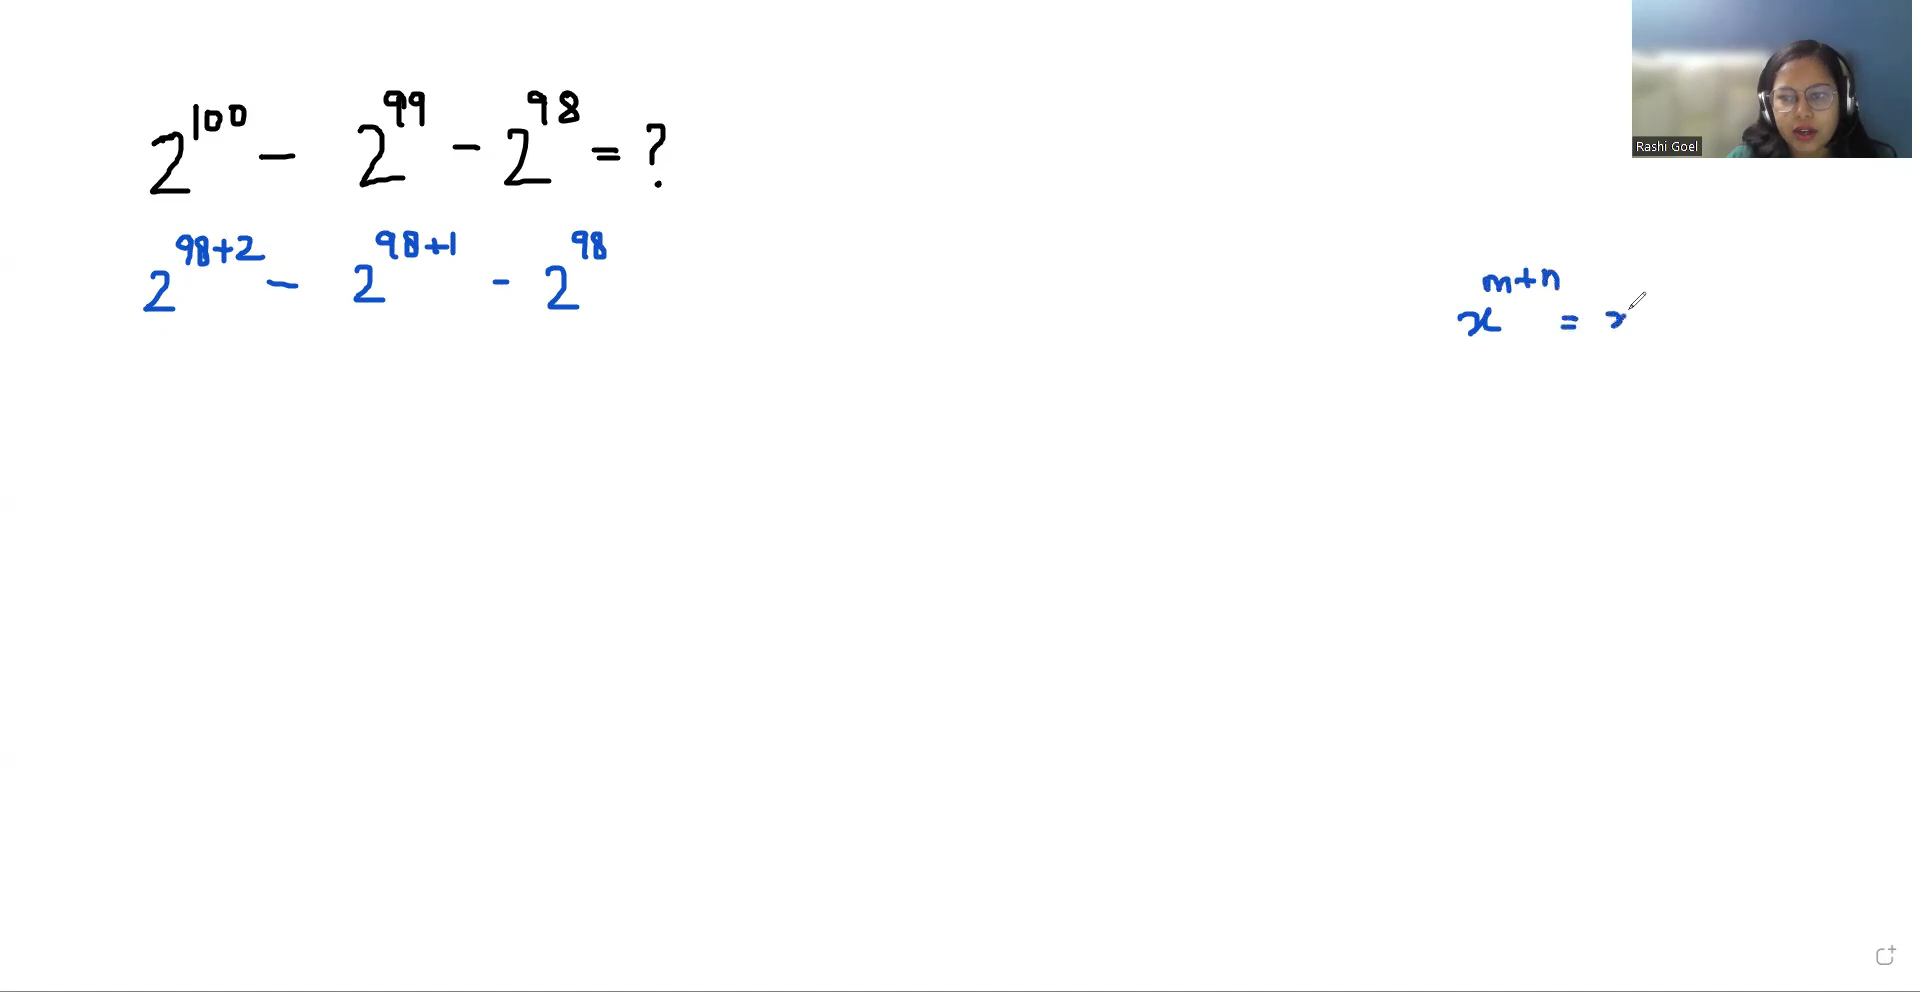 2^100 - 2^99 - 2^98 = ?
2^98+2 - 2^98+1 - 2^98
x^m+n = x
Rashi Goel